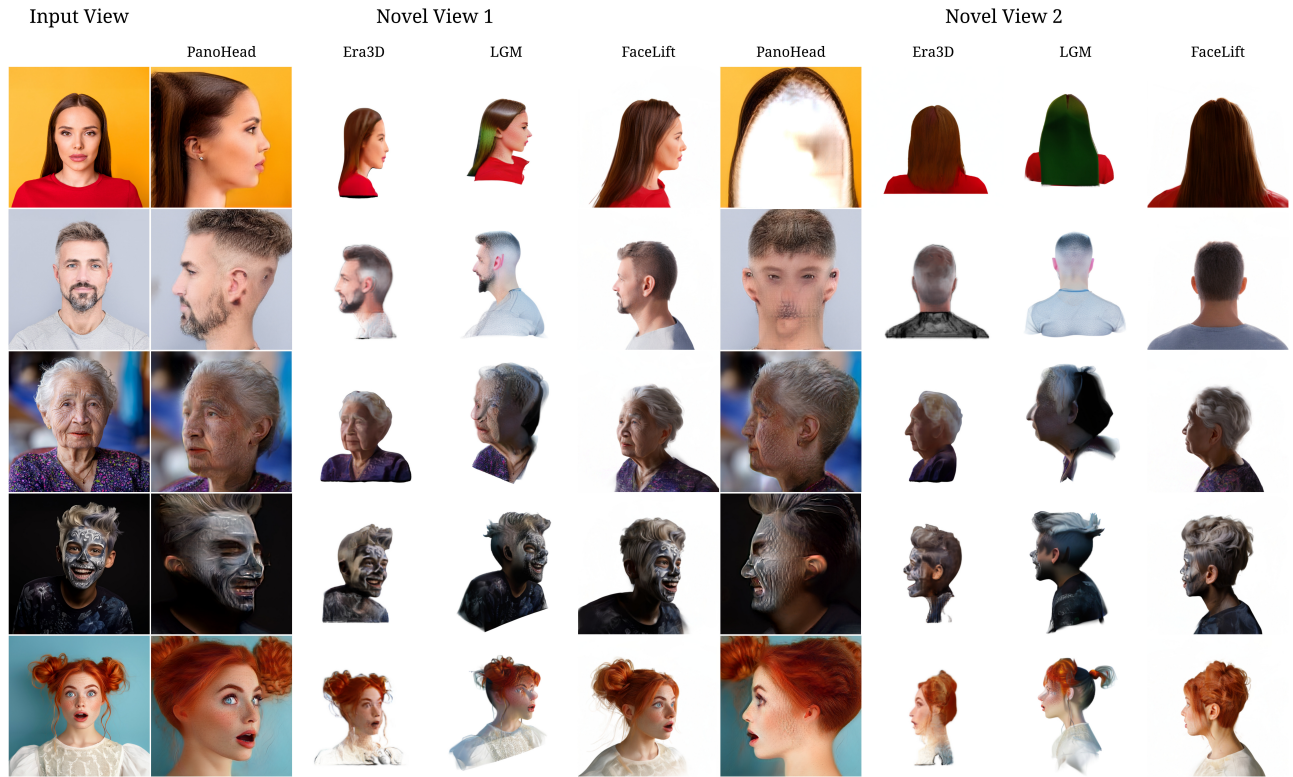 Input View Novel View 1 Novel View 2
PanoHead Era3D LGM FaceLift PanoHead Era3D LGM FaceLift